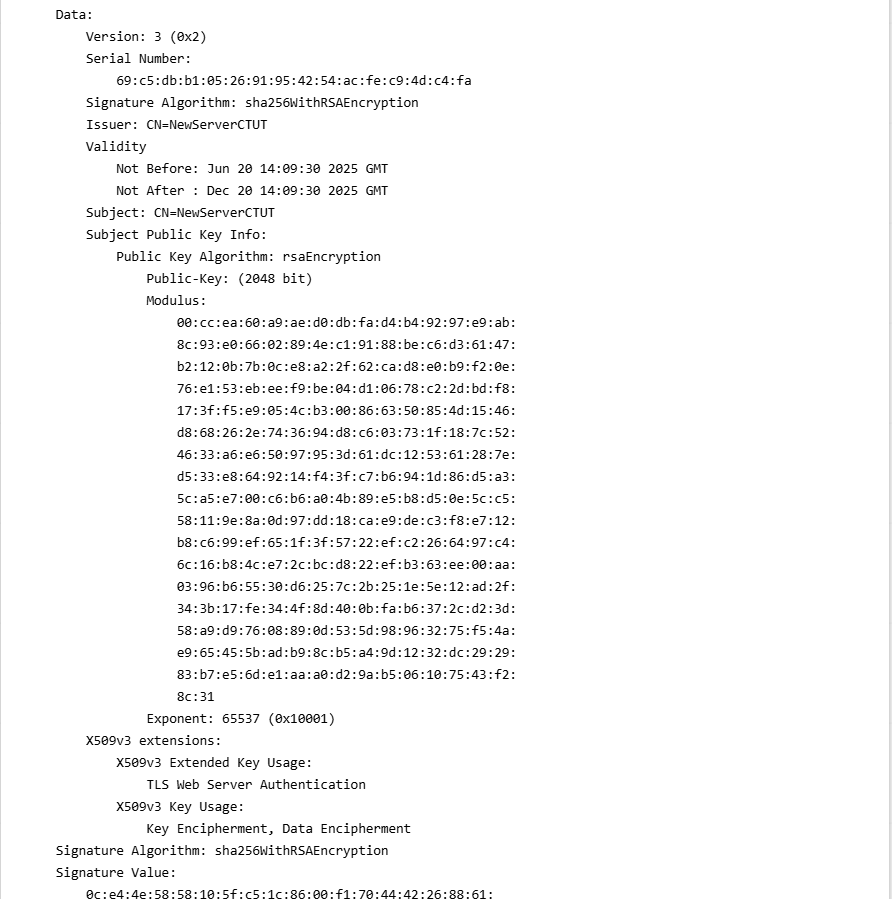 Data:
Version: 3 (0x2)
Serial Number:
69:c5:db:b1:05:26:91:95:42:54:ac:fe:c9:4d:c4:fa
Signature Algorithm: sha256WithRSAEncryption
Issuer: CN=NewServerCTUT
Validity
Not Before: Jun 20 14:09:30 2025 GMT
Not After : Dec 20 14:09:30 2025 GMT
Subject: CN=NewServerCTUT
Subject Public Key Info:
Public Key Algorithm: rsaEncryption
Public-Key: (2048 bit)
Modulus:
00:cc:ea:60:a9:ae:d0:db:fa:d4:b4:92:97:e9:ab:
8c:93:e0:66:02:89:4e:c1:91:88:be:c6:d3:61:47:
b2:12:0b:7b:0c:e8:a2:2f:62:ca:d8:e0:b9:f2:0e:
76:e1:53:eb:ee:f9:be:04:d1:06:78:c2:2d:bd:f8:
17:3f:f5:e9:05:4c:b3:00:86:63:50:85:4d:15:46:
d8:68:26:2e:74:36:94:d8:c6:03:73:1f:18:7c:52:
46:33:a6:e6:50:97:95:3d:61:dc:12:53:61:28:7e:
d5:33:e8:64:92:14:f4:3f:c7:b6:94:1d:86:d5:a3:
5c:a5:e7:00:c6:b6:a0:4b:89:e5:b8:d5:0e:5c:c5:
58:11:9e:8a:0d:97:dd:18:ca:e9:de:c3:f8:e7:12:
b8:c6:99:ef:65:1f:3f:57:22:ef:c2:26:64:97:c4:
6c:16:b8:4c:e7:2c:bc:d8:22:ef:b3:63:ee:00:aa:
03:96:b6:55:30:d6:25:7c:2b:25:1e:5e:12:ad:2f:
34:3b:17:fe:34:4f:8d:40:0b:fa:b6:37:2c:d2:3d:
58:a9:d9:76:08:89:0d:53:5d:98:96:32:75:f5:4a:
e9:65:45:5b:ad:b9:8c:b5:a4:9d:12:32:dc:29:29:
83:b7:e5:6d:e1:aa:a0:d2:9a:b5:06:10:75:43:f2:
8c:31
Exponent: 65537 (0x10001)
X509v3 extensions:
X509v3 Extended Key Usage:
TLS Web Server Authentication
X509v3 Key Usage:
Key Encipherment, Data Encipherment
Signature Algorithm: sha256WithRSAEncryption
Signature Value:
0c:e4:4e:58:58:10:5f:c5:1c:86:00:f1:70:44:42:26:88:61: